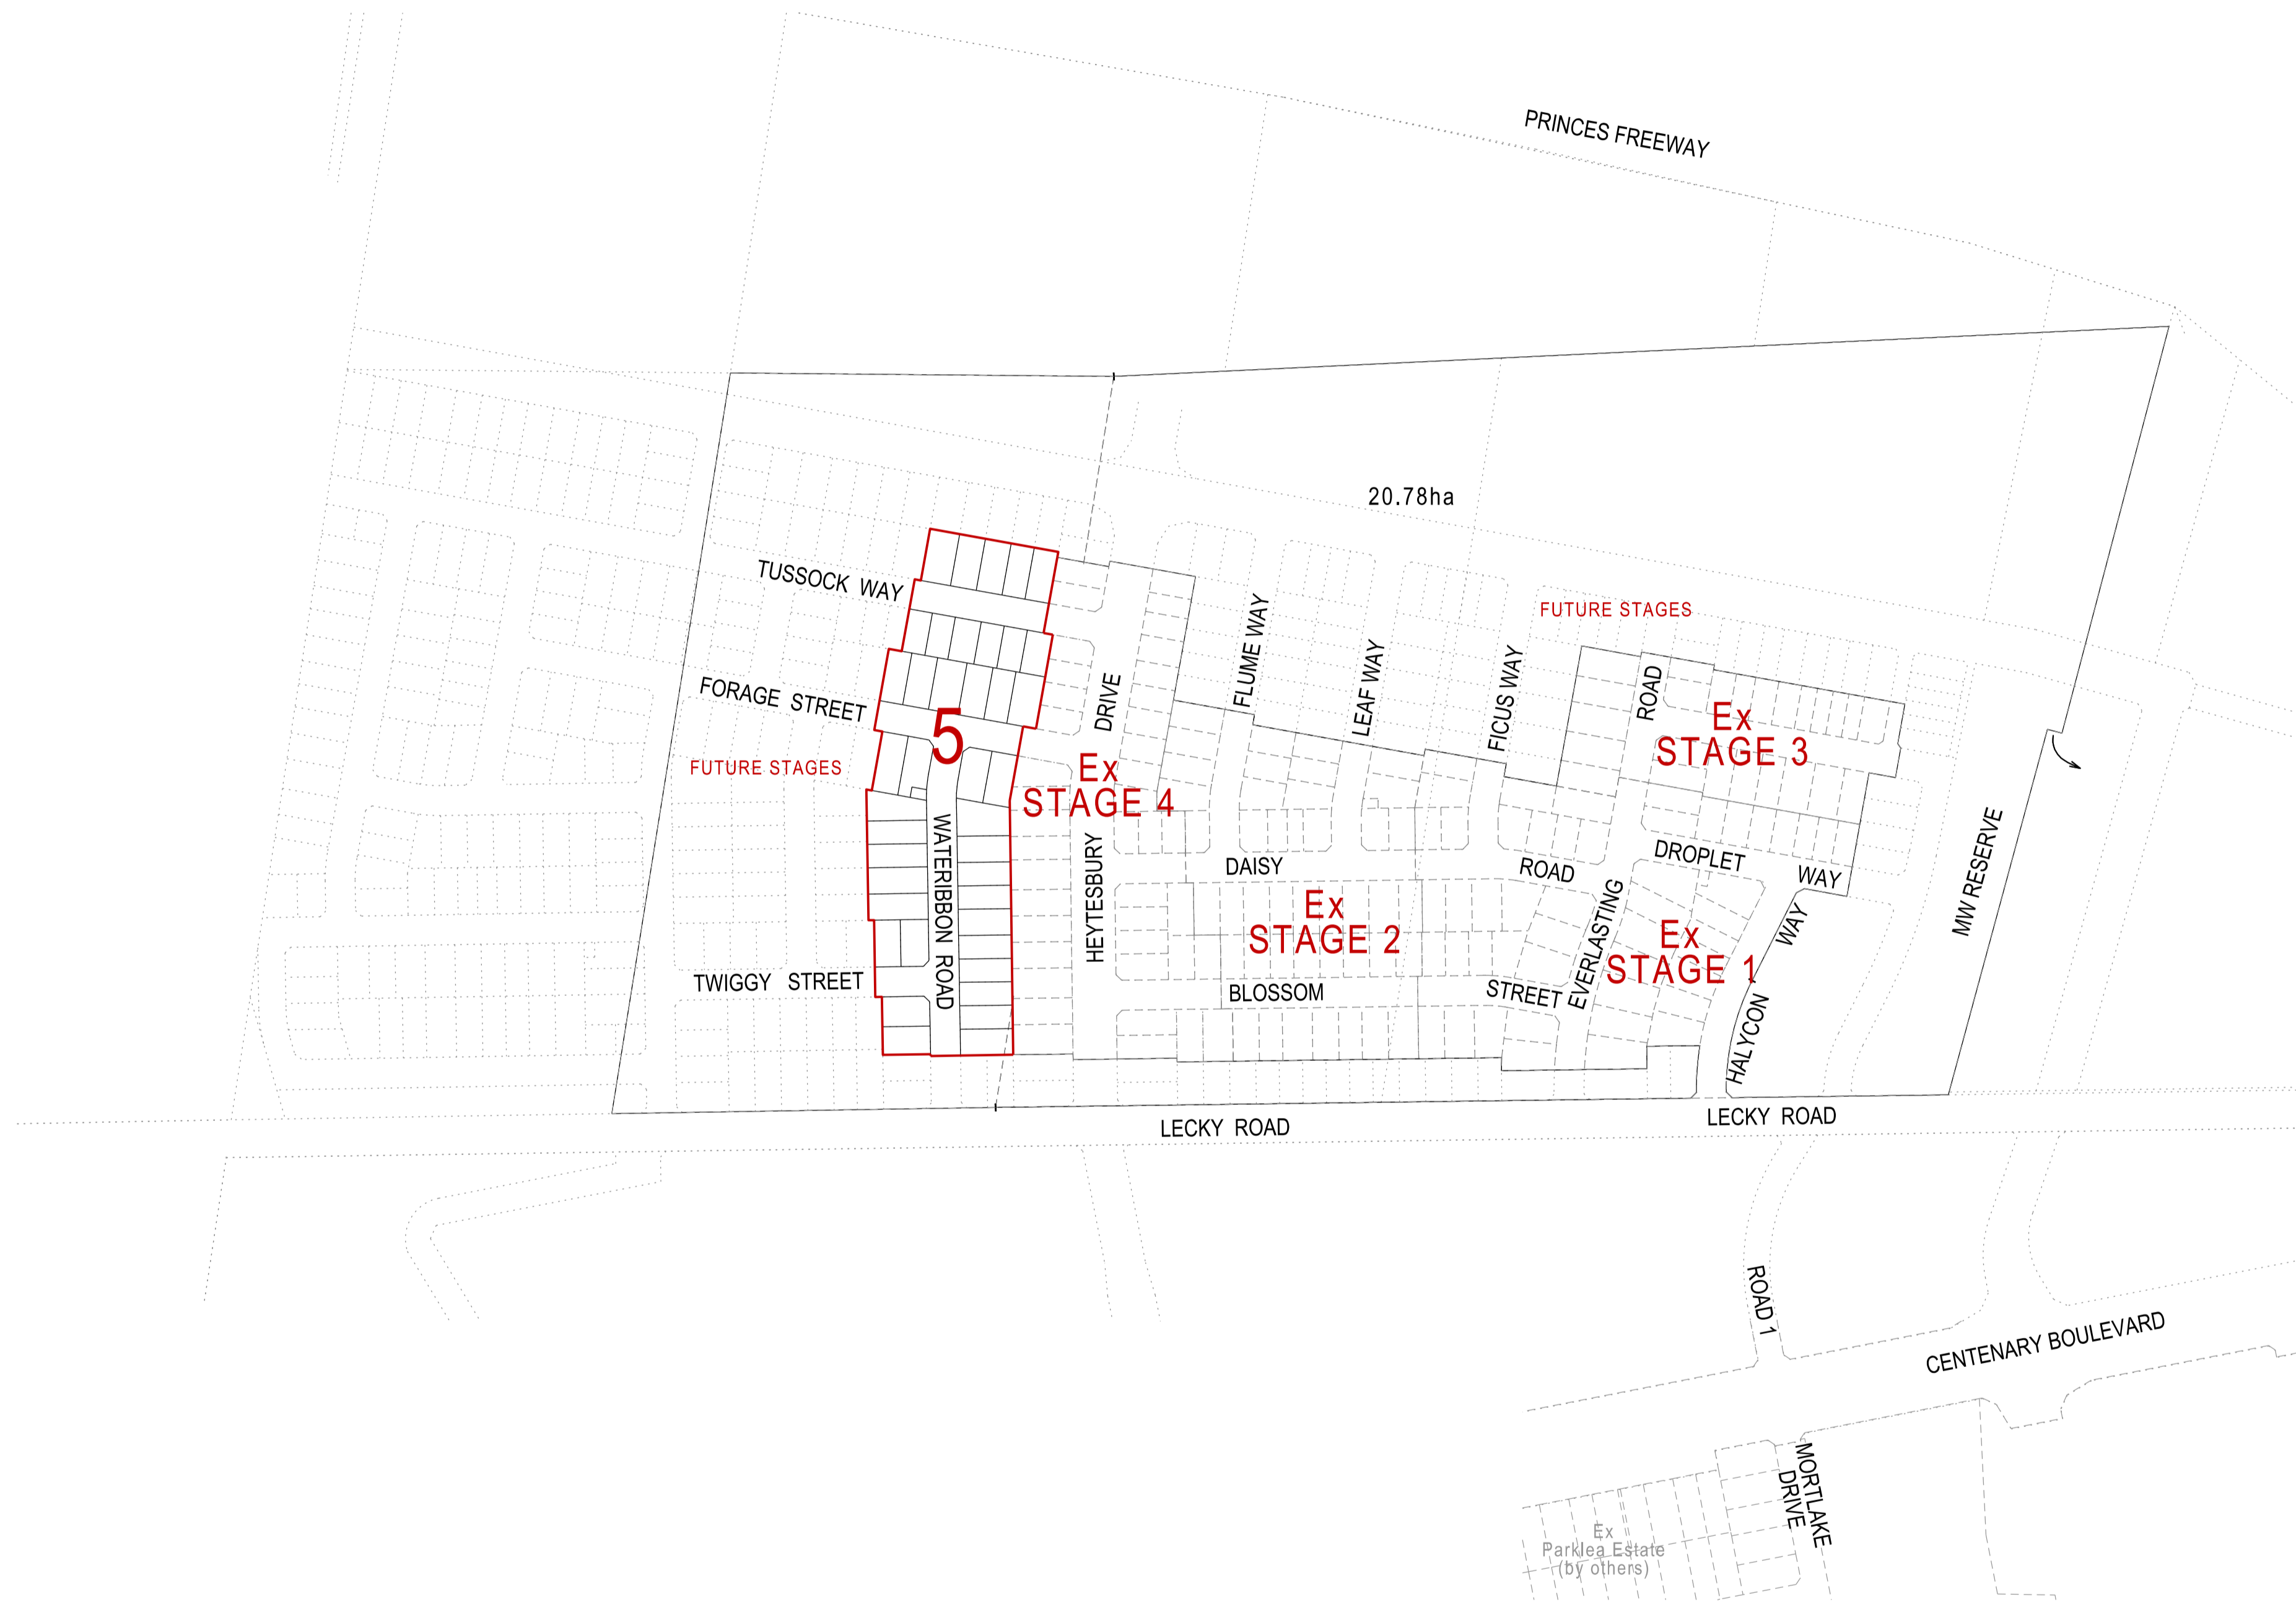 PRINCES FREEWAY
20.78ha
TUSSOCK WAY
FUTURE STAGES
FLUME WAY
LEAF WAY
FICUS WAY
ROAD
FORAGE STREET
DRIVE
5
Ex
STAGE 3
FUTURE STAGES
Ex
STAGE 4
WATERIBBON ROAD
HEYTESBURY
DAISY
ROAD
DROPLET
WAY
MW RESERVE
Ex
STAGE 2
EVERLASTING
Ex
STAGE 1
WAY
TWIGGY STREET
BLOSSOM
STREET
HALYCON
LECKY ROAD
LECKY ROAD
ROAD 1
CENTENARY BOULEVARD
MORTLAKE
DRIVE
Ex
Parklea Estate
(by others)